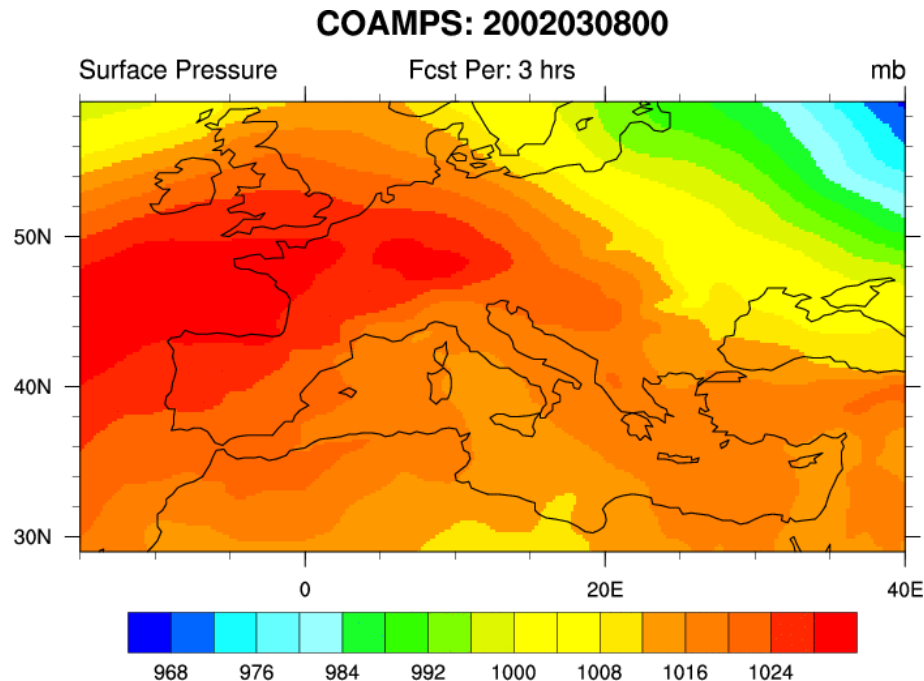 COAMPS: 2002030800
Surface Pressure Fcst Per: 3 hrs mb
50N
40N
30N
0 20E 40E
968 976 984 992 1000 1008 1016 1024